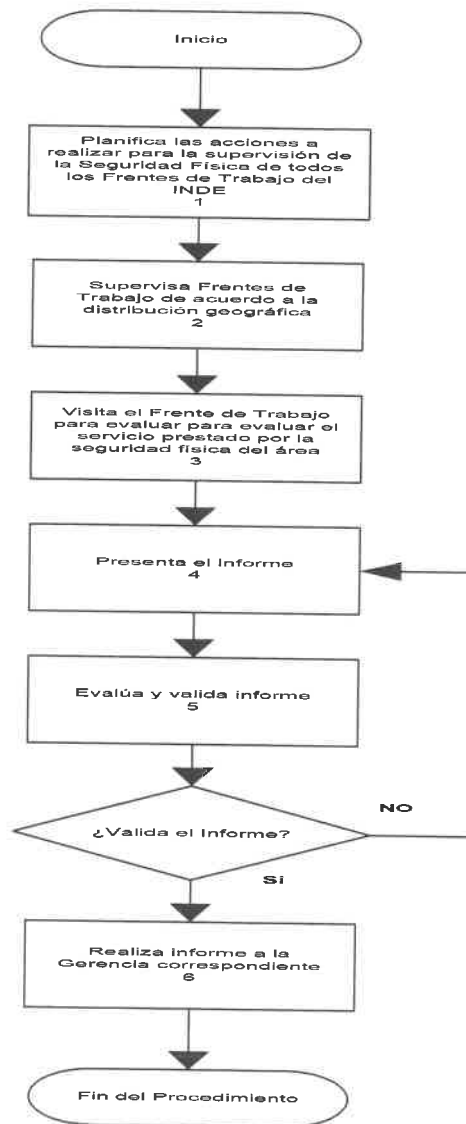 Inicio
Planifica las acciones a
realizar para la supervisión de
la Seguridad Física de todos
los Frentes de Trabajo del
INDE
1
Supervisa Frentes de
Trabajo de acuerdo a la
distribución geográfica
2
Visita el Frente de Trabajo
para evaluar para evaluar el
servicio prestado por la
seguridad física del área
3
Presenta el Informe
4
Evalúa y valida informe
5
¿Valida el Informe?
NO
Si
Realiza informe a la
Gerencia correspondiente
6
Fin del Procedimiento